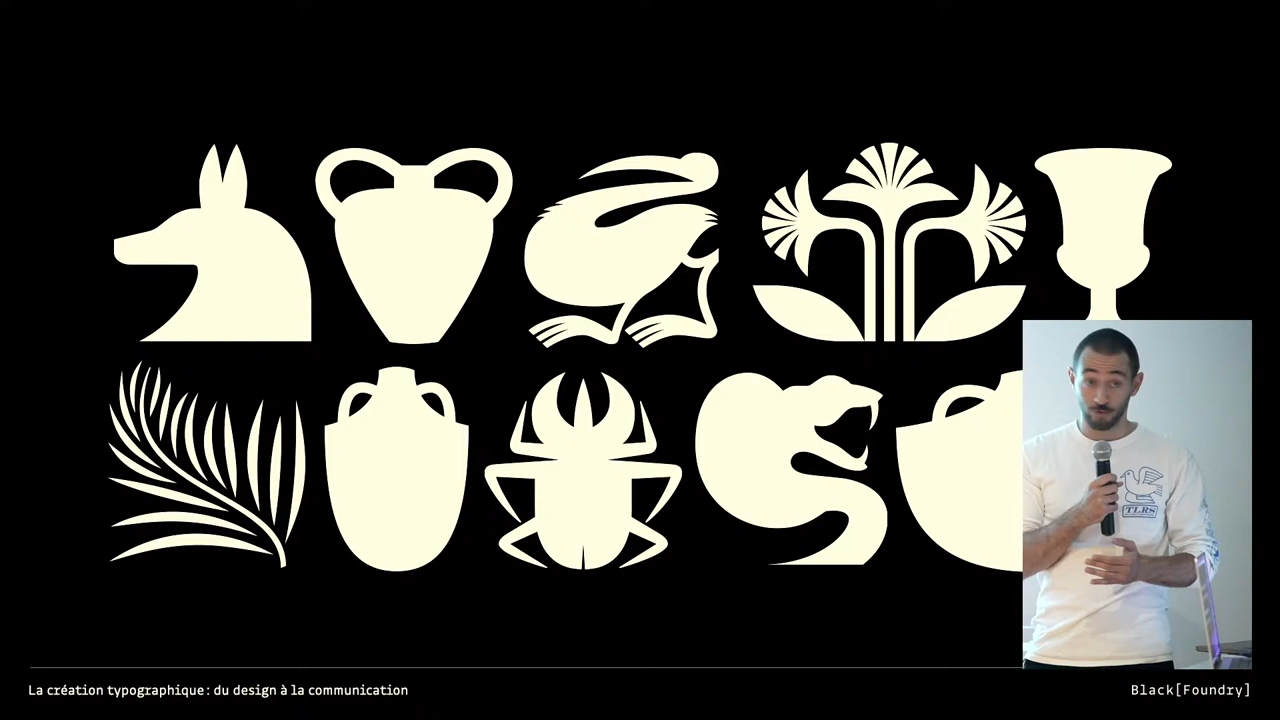 TLRS
La création typographique : du design à la communication
Black[Foundry]